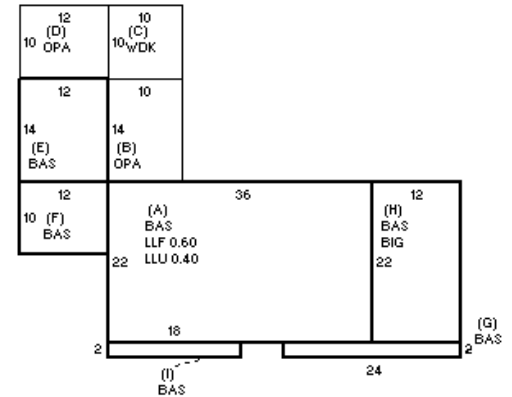 12 10
(D) (C)
10 OPA 10 WDK
12 10
14 14
(E) (B)
BAS OPA
12 36 12
10 (F) (A) (H)
BAS BAS BAS
LLF 0.60 BIG
22 LLU 0.40 22
18 (G)
2 2 BAS
24
(I)
BAS